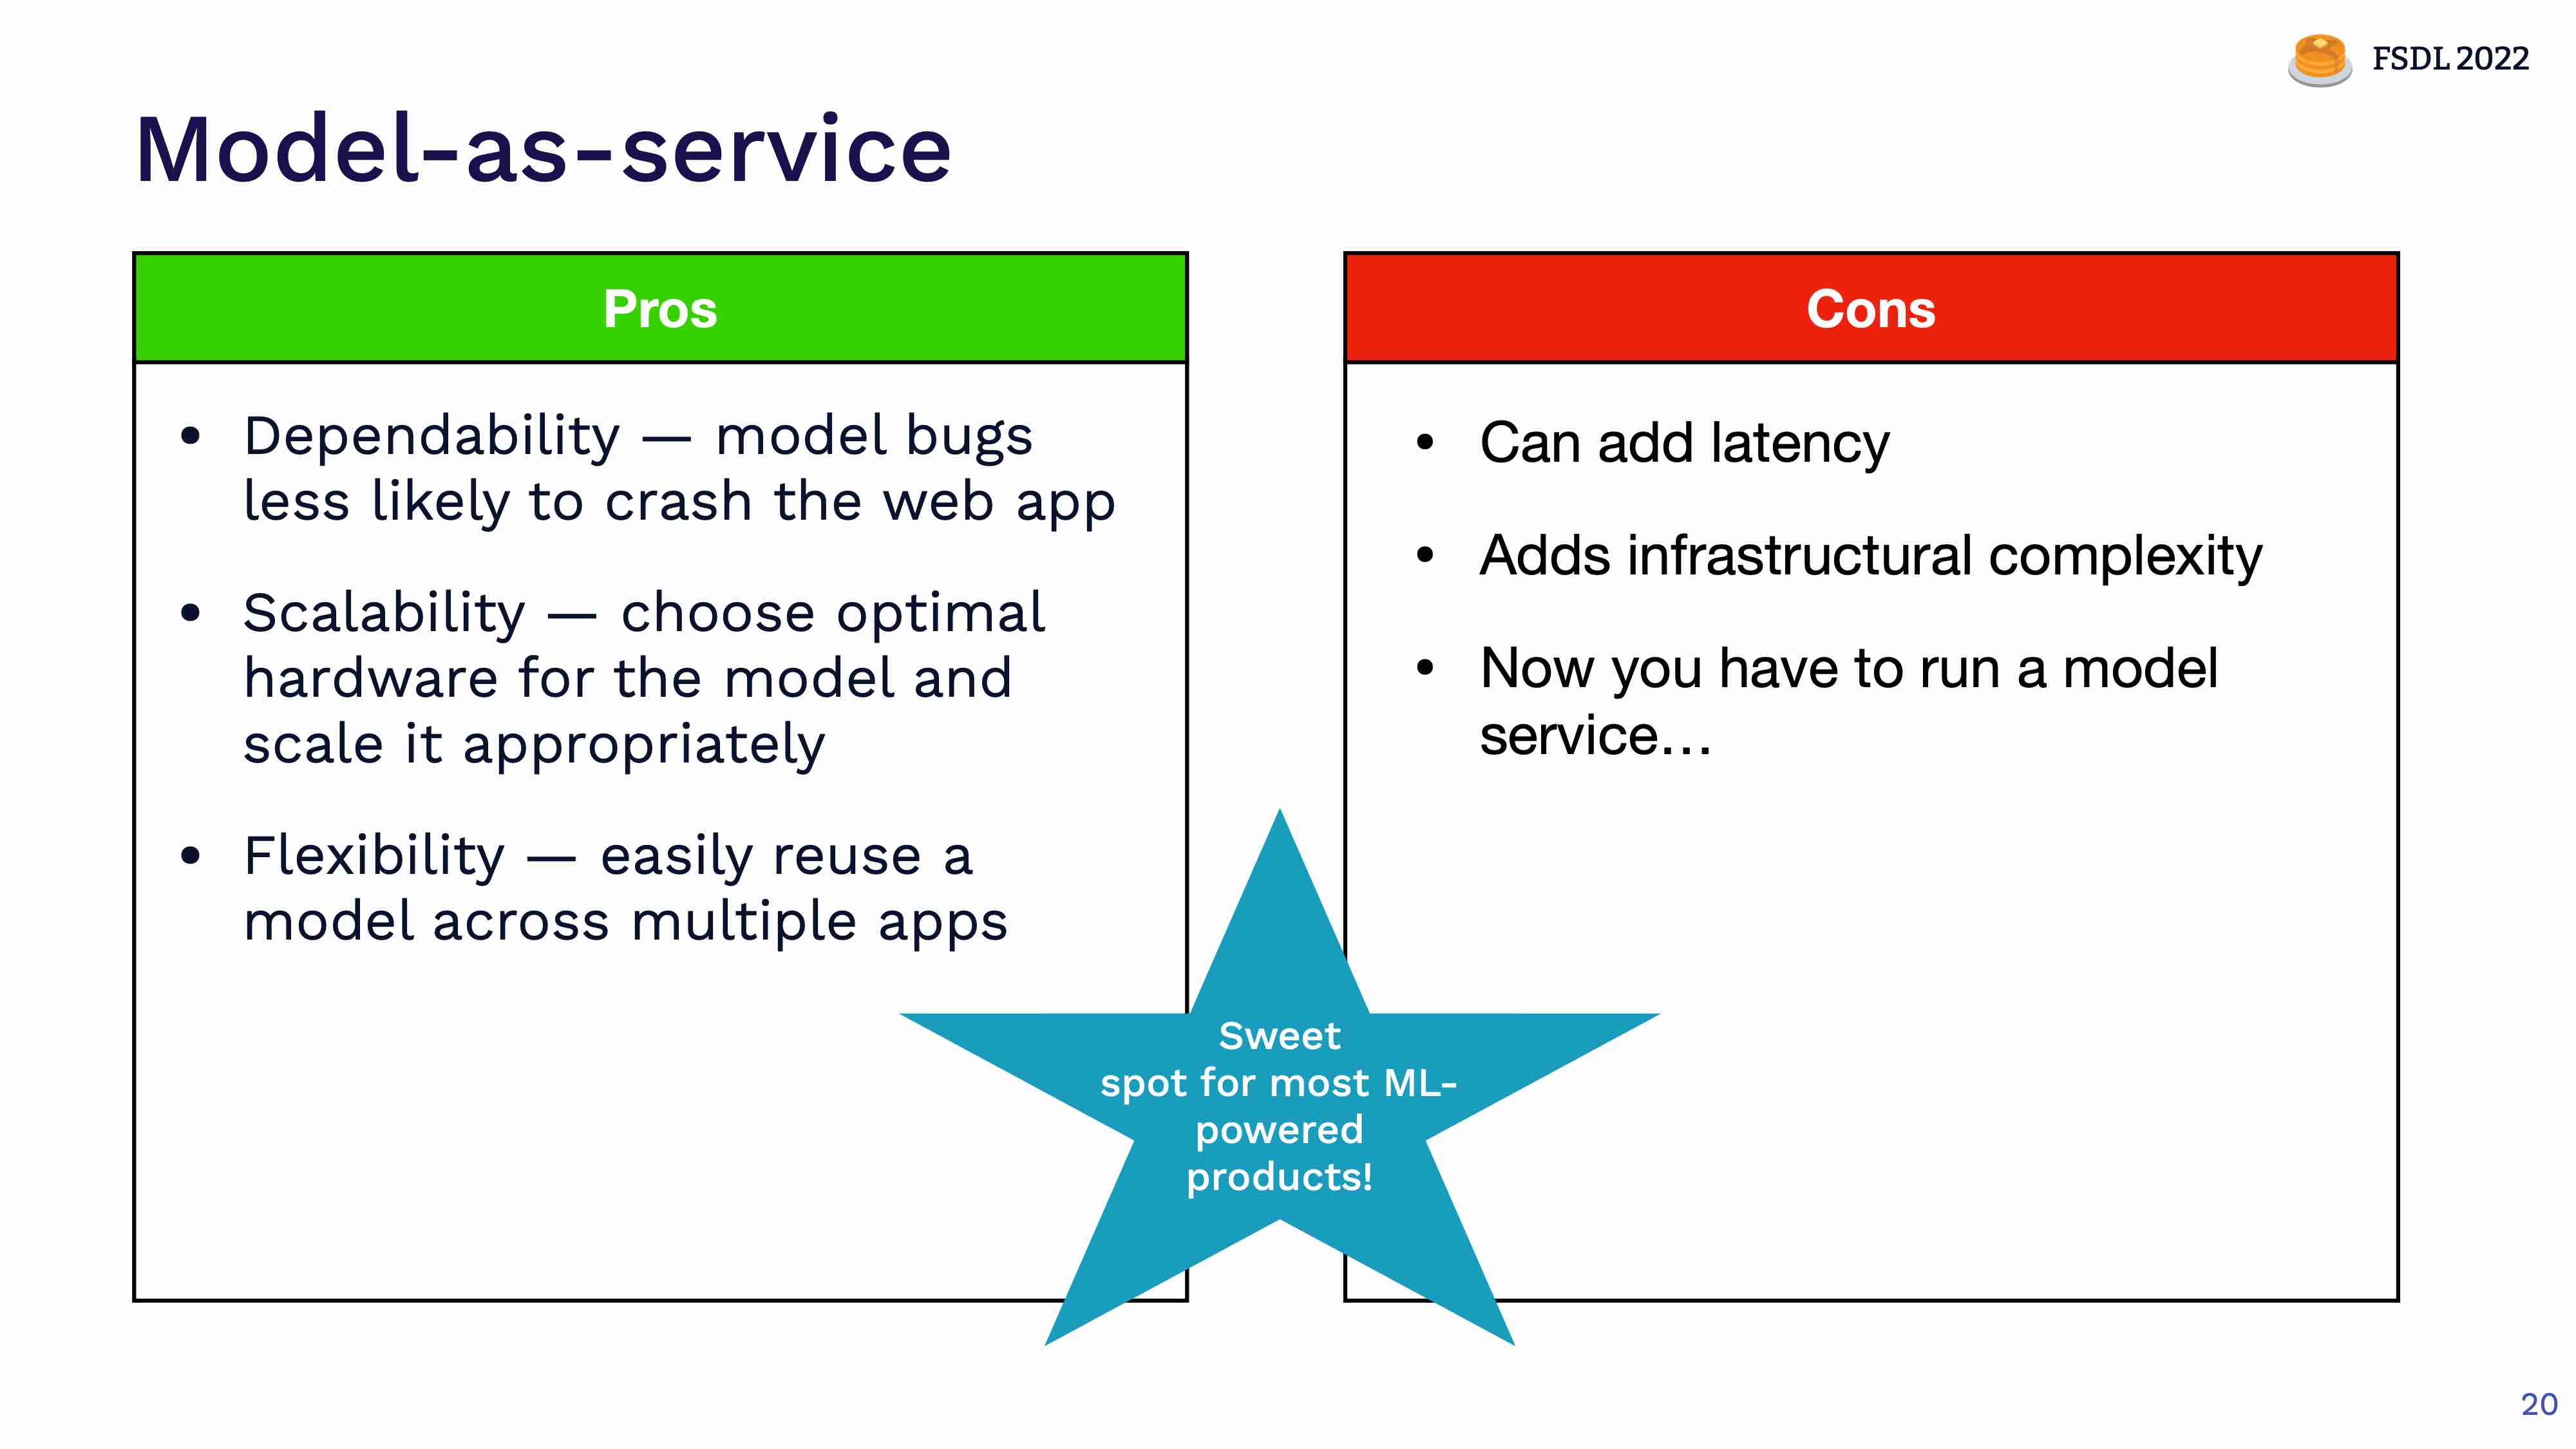 FSDL 2022
Model-as-service
Pros
• Dependability — model bugs
less likely to crash the web app
• Scalability — choose optimal
hardware for the model and
scale it appropriately
• Flexibility — easily reuse a
model across multiple apps
Cons
• Can add latency
• Adds infrastructural complexity
• Now you have to run a model
service…
Sweet
spot for most ML-
powered
products!
20